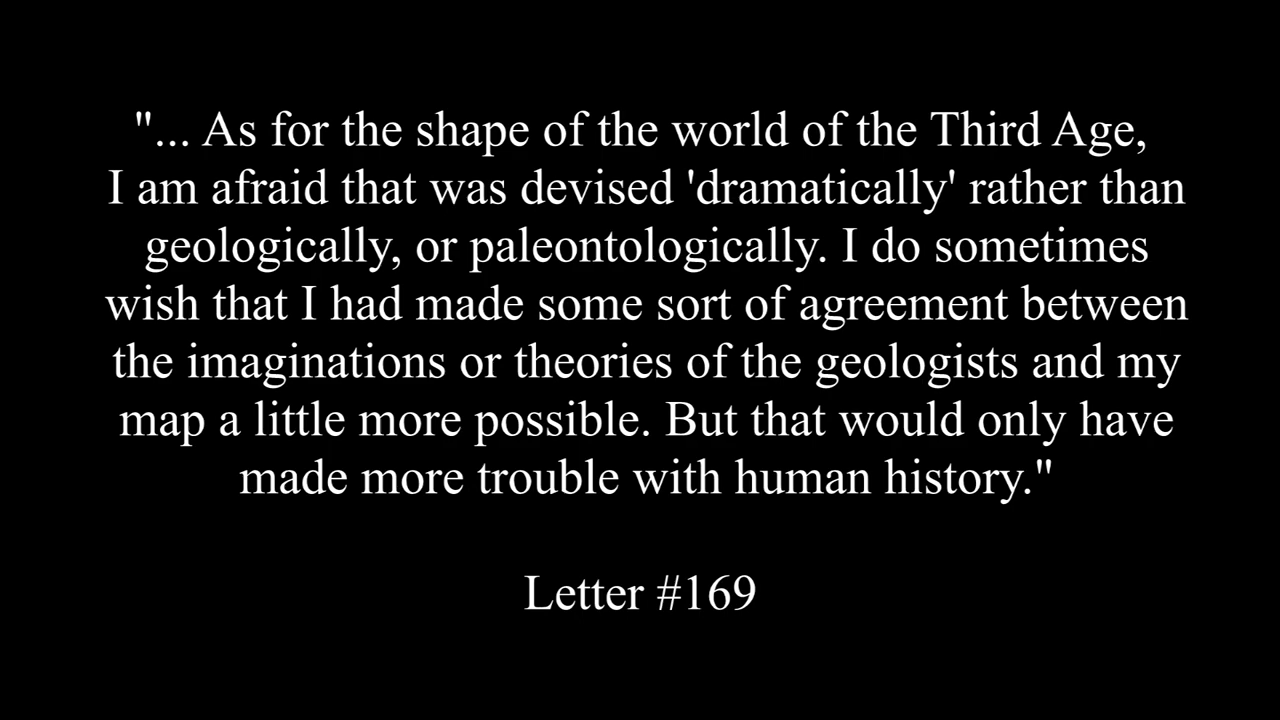 "... As for the shape of the world of the Third Age,
I am afraid that was devised 'dramatically' rather than
geologically, or paleontologically. I do sometimes
wish that I had made some sort of agreement between
the imaginations or theories of the geologists and my
map a little more possible. But that would only have
made more trouble with human history."
Letter #169